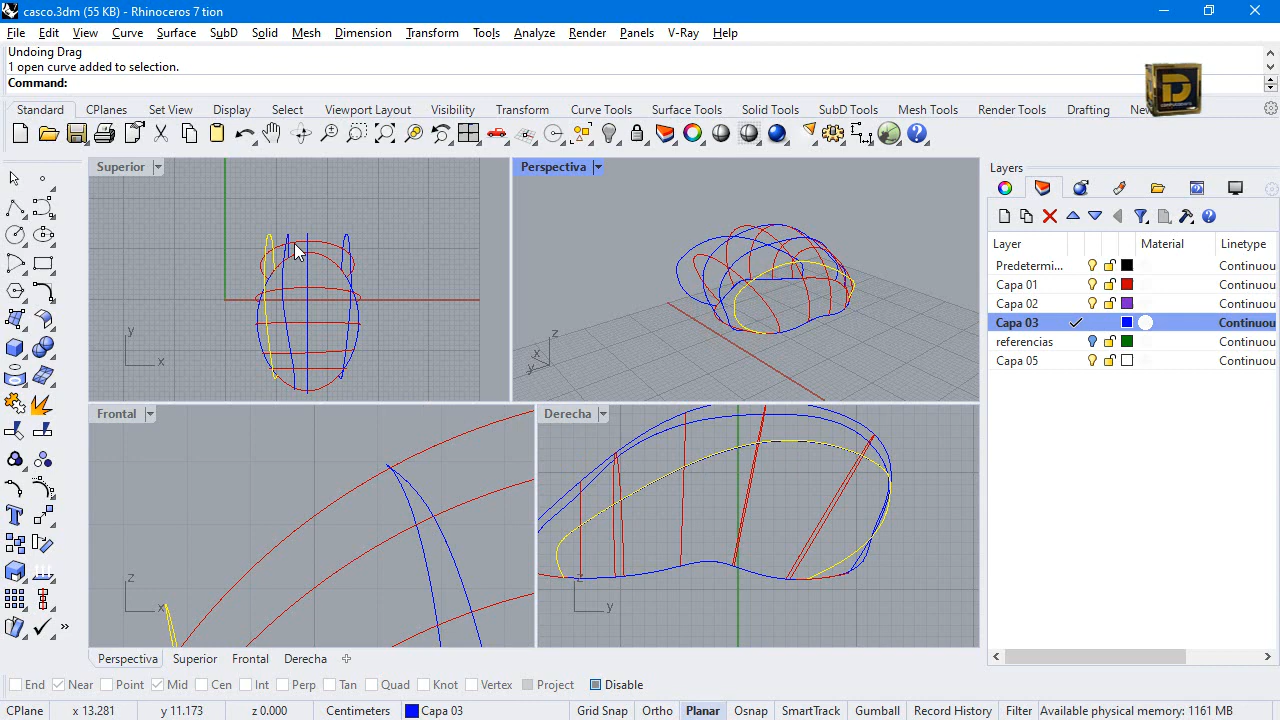 casco.3dm (55 KB) - Rhinoceros 7 tion
File Edit View Curve Surface SubD Solid Mesh Dimension Transform Tools Analyze Render Panels V-Ray Help
Undoing Drag
1 open curve added to selection.
Command:
Standard CPlanes Set View Display Select Viewport Layout Visibility Transform Curve Tools Surface Tools Solid Tools SubD Tools Mesh Tools Render Tools Drafting
Superior
Perspectiva
Layers
Layer Material Linetype
Predetermi... Continuou
Capa 01 Continuou
Capa 02 Continuou
Capa 03 Continuou
referencias Continuou
Capa 05 Continuou
y
x
z
x
y
Frontal
Derecha
z
x
z
y
Perspectiva Superior Frontal Derecha
End Near Point Mid Cen Int Perp Tan Quad Knot Vertex Project Disable
CPlane x 13.281 y 11.173 z 0.000 Centimeters Capa 03 Grid Snap Ortho Planar Osnap SmartTrack Gumball Record History Filter Available physical memory: 1161 MB